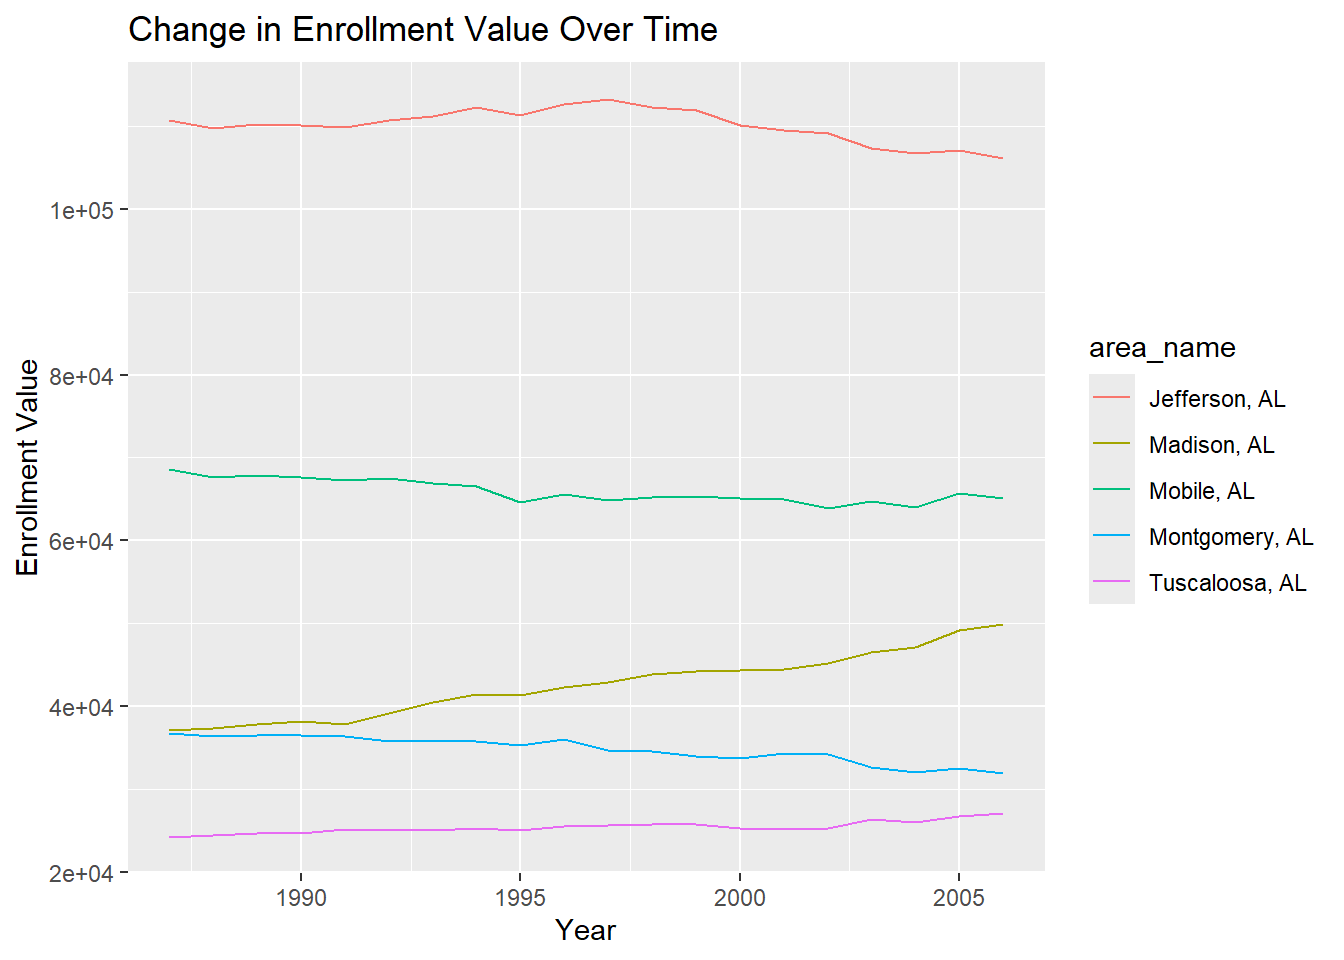 Change in Enrollment Value Over Time
1e+05
8e+04
6e+04
4e+04
2e+04
Enrollment Value
1990 1995 2000 2005
Year
area_name
Jefferson, AL
Madison, AL
Mobile, AL
Montgomery, AL
Tuscaloosa, AL